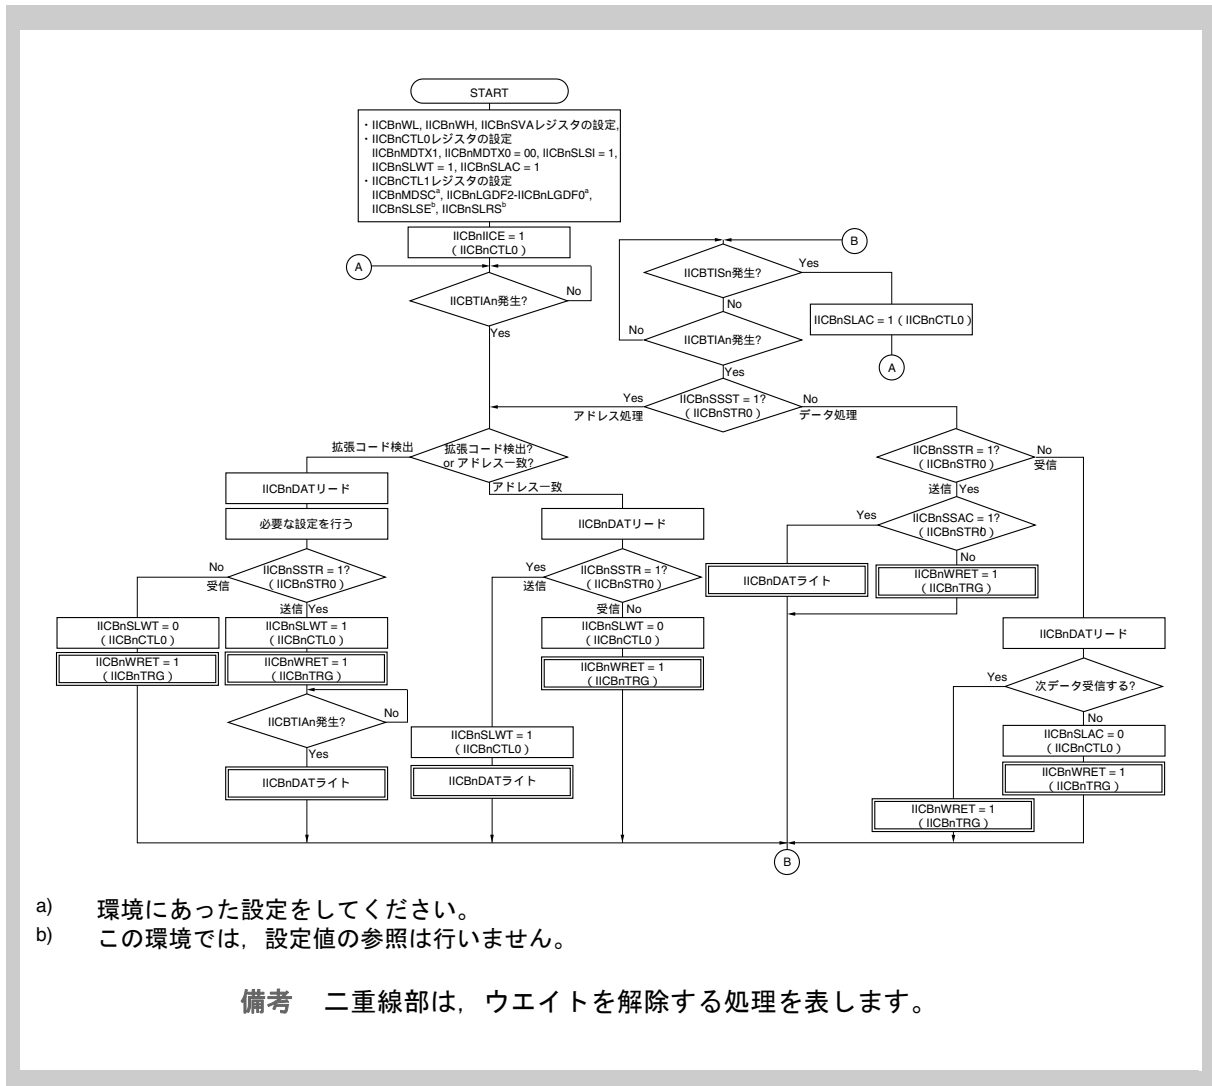 START
・IICBnWL, IICBnWH, IICBnSVAレジスタの設定,
・IICBnCTL0レジスタの設定
IICBnMDTX1, IICBnMDTX0 = 00, IICBnSLSI = 1,
IICBnSLWT = 1, IICBnSLAC = 1
・IICBnCTL1レジスタの設定
IICBnMDSCa, IICBnLGDF2-IICBnLGDF0a,
IICBnSLSEb, IICBnSLRSb
IICBnIICE = 1
( IICBnCTL0 )
A
IICBTIAn発生?
No
Yes
B
IICBTISn発生?
Yes
No
IICBnSLAC = 1 ( IICBnCTL0 )
A
IICBTIAn発生?
No
Yes
IICBnSSST = 1?
( IICBnSTR0 )
Yes
アドレス処理
No
データ処理
拡張コード検出
拡張コード検出?
or アドレス一致?
アドレス一致
IICBnDATリード
必要な設定を行う
IICBnSSTR = 1?
( IICBnSTR0 )
No
受信
送信 Yes
IICBnSLWT = 0
( IICBnCTL0 )
IICBnWRET = 1
( IICBnTRG )
IICBnSLWT = 1
( IICBnCTL0 )
IICBnWRET = 1
( IICBnTRG )
IICBTIAn発生?
No
Yes
IICBnDATライト
IICBnDATリード
IICBnSSTR = 1?
( IICBnSTR0 )
Yes
送信
受信 No
IICBnSLWT = 0
( IICBnCTL0 )
IICBnWRET = 1
( IICBnTRG )
IICBnSLWT = 1
( IICBnCTL0 )
IICBnDATライト
IICBnSSTR = 1?
( IICBnSTR0 )
No
受信
送信 Yes
IICBnSSAC = 1?
( IICBnSTR0 )
Yes
No
IICBnDATライト
IICBnWRET = 1
( IICBnTRG )
IICBnDATリード
次データ受信する?
Yes
No
IICBnSLAC = 0
( IICBnCTL0 )
IICBnWRET = 1
( IICBnTRG )
IICBnWRET = 1
( IICBnTRG )
B
a) 環境にあった設定をしてください。
b) この環境では，設定値の参照は行いません。
備考 二重線部は，ウエイトを解除する処理を表します。